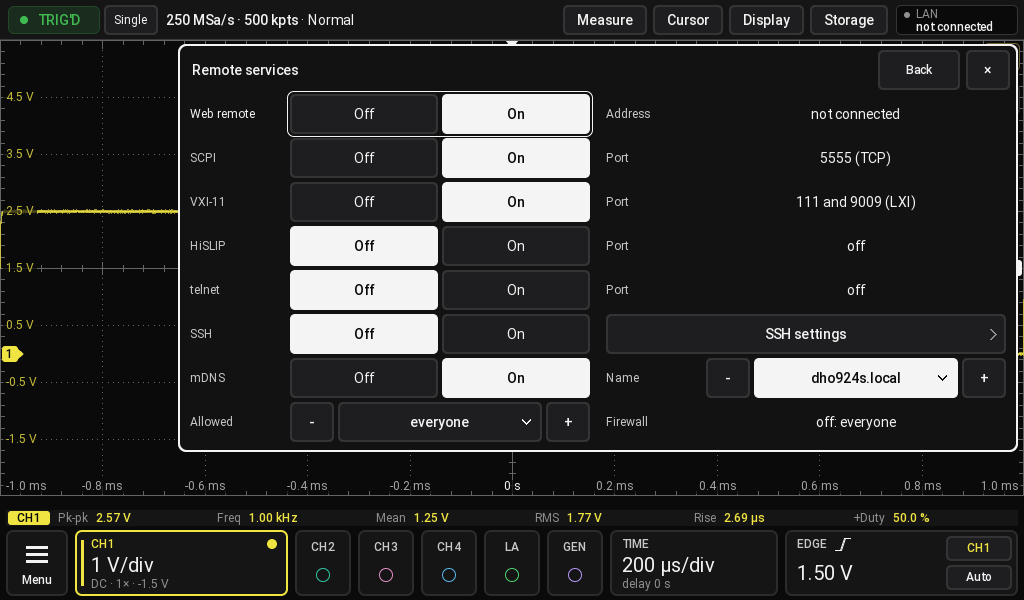 TRIG'D
Single
250 MSa/s · 500 kpts · Normal
Measure
Cursor
Display
Storage
LAN
not connected
Remote services
Back
×
Web remote
Off
On
Address
not connected
SCPI
Off
On
Port
5555 (TCP)
VXI-11
Off
On
Port
111 and 9009 (LXI)
HiSLIP
Off
On
Port
off
telnet
Off
On
Port
off
SSH
Off
On
SSH settings
mDNS
Off
On
Name
-
dho924s.local
+
Allowed
-
everyone
+
Firewall
off: everyone
4.5 V
3.5 V
2.5 V
1.5 V
0.5 V
1
-0.5 V
-1.5 V
-1.0 ms
-0.8 ms
-0.6 ms
-0.4 ms
-0.2 ms
0 s
0.2 ms
0.4 ms
0.6 ms
0.8 ms
1.0 ms
CH1
Pk-pk 2.57 V
Freq 1.00 kHz
Mean 1.25 V
RMS 1.77 V
Rise 2.69 µs
+Duty 50.0 %
Menu
CH1
1 V/div
DC · 1× · -1.5 V
CH2
CH3
CH4
LA
GEN
TIME
200 µs/div
delay 0 s
EDGE
1.50 V
CH1
Auto